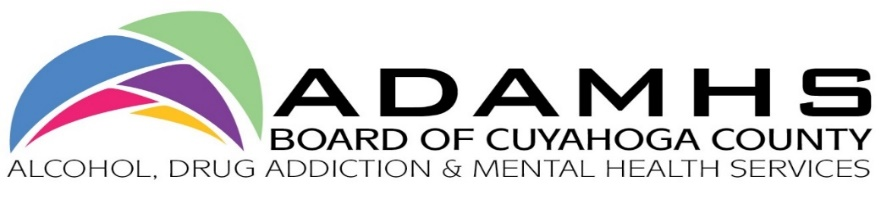 ADAMHS
BOARD OF CUYAHOGA COUNTY
ALCOHOL, DRUG ADDICTION & MENTAL HEALTH SERVICES